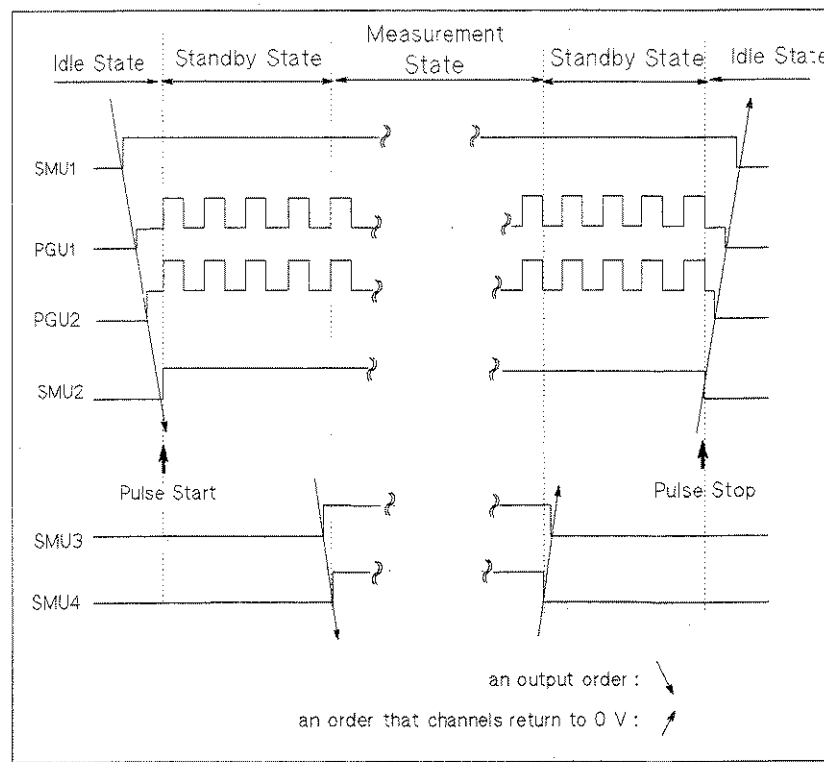 Measurement
Idle State Standby State State Standby State Idle State
SMU1
PGU1
PGU2
SMU2
Pulse Start Pulse Stop
SMU3
SMU4
an output order :
an order that channels return to 0 V :